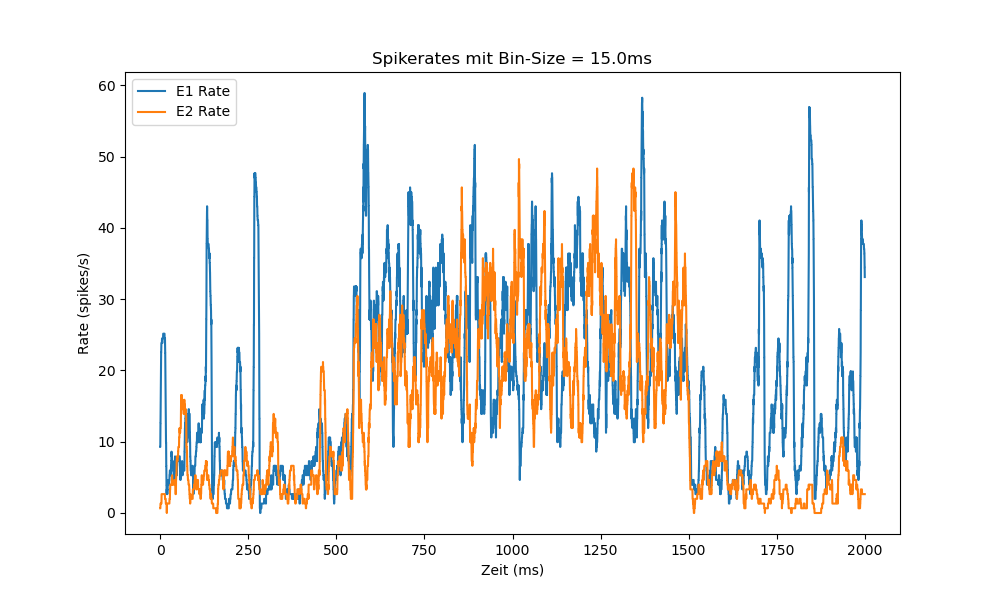 Spikerates mit Bin-Size = 15.0ms
E1 Rate
E2 Rate
Rate (spikes/s)
60
50
40
30
20
10
0
0 250 500 750 1000 1250 1500 1750 2000
Zeit (ms)